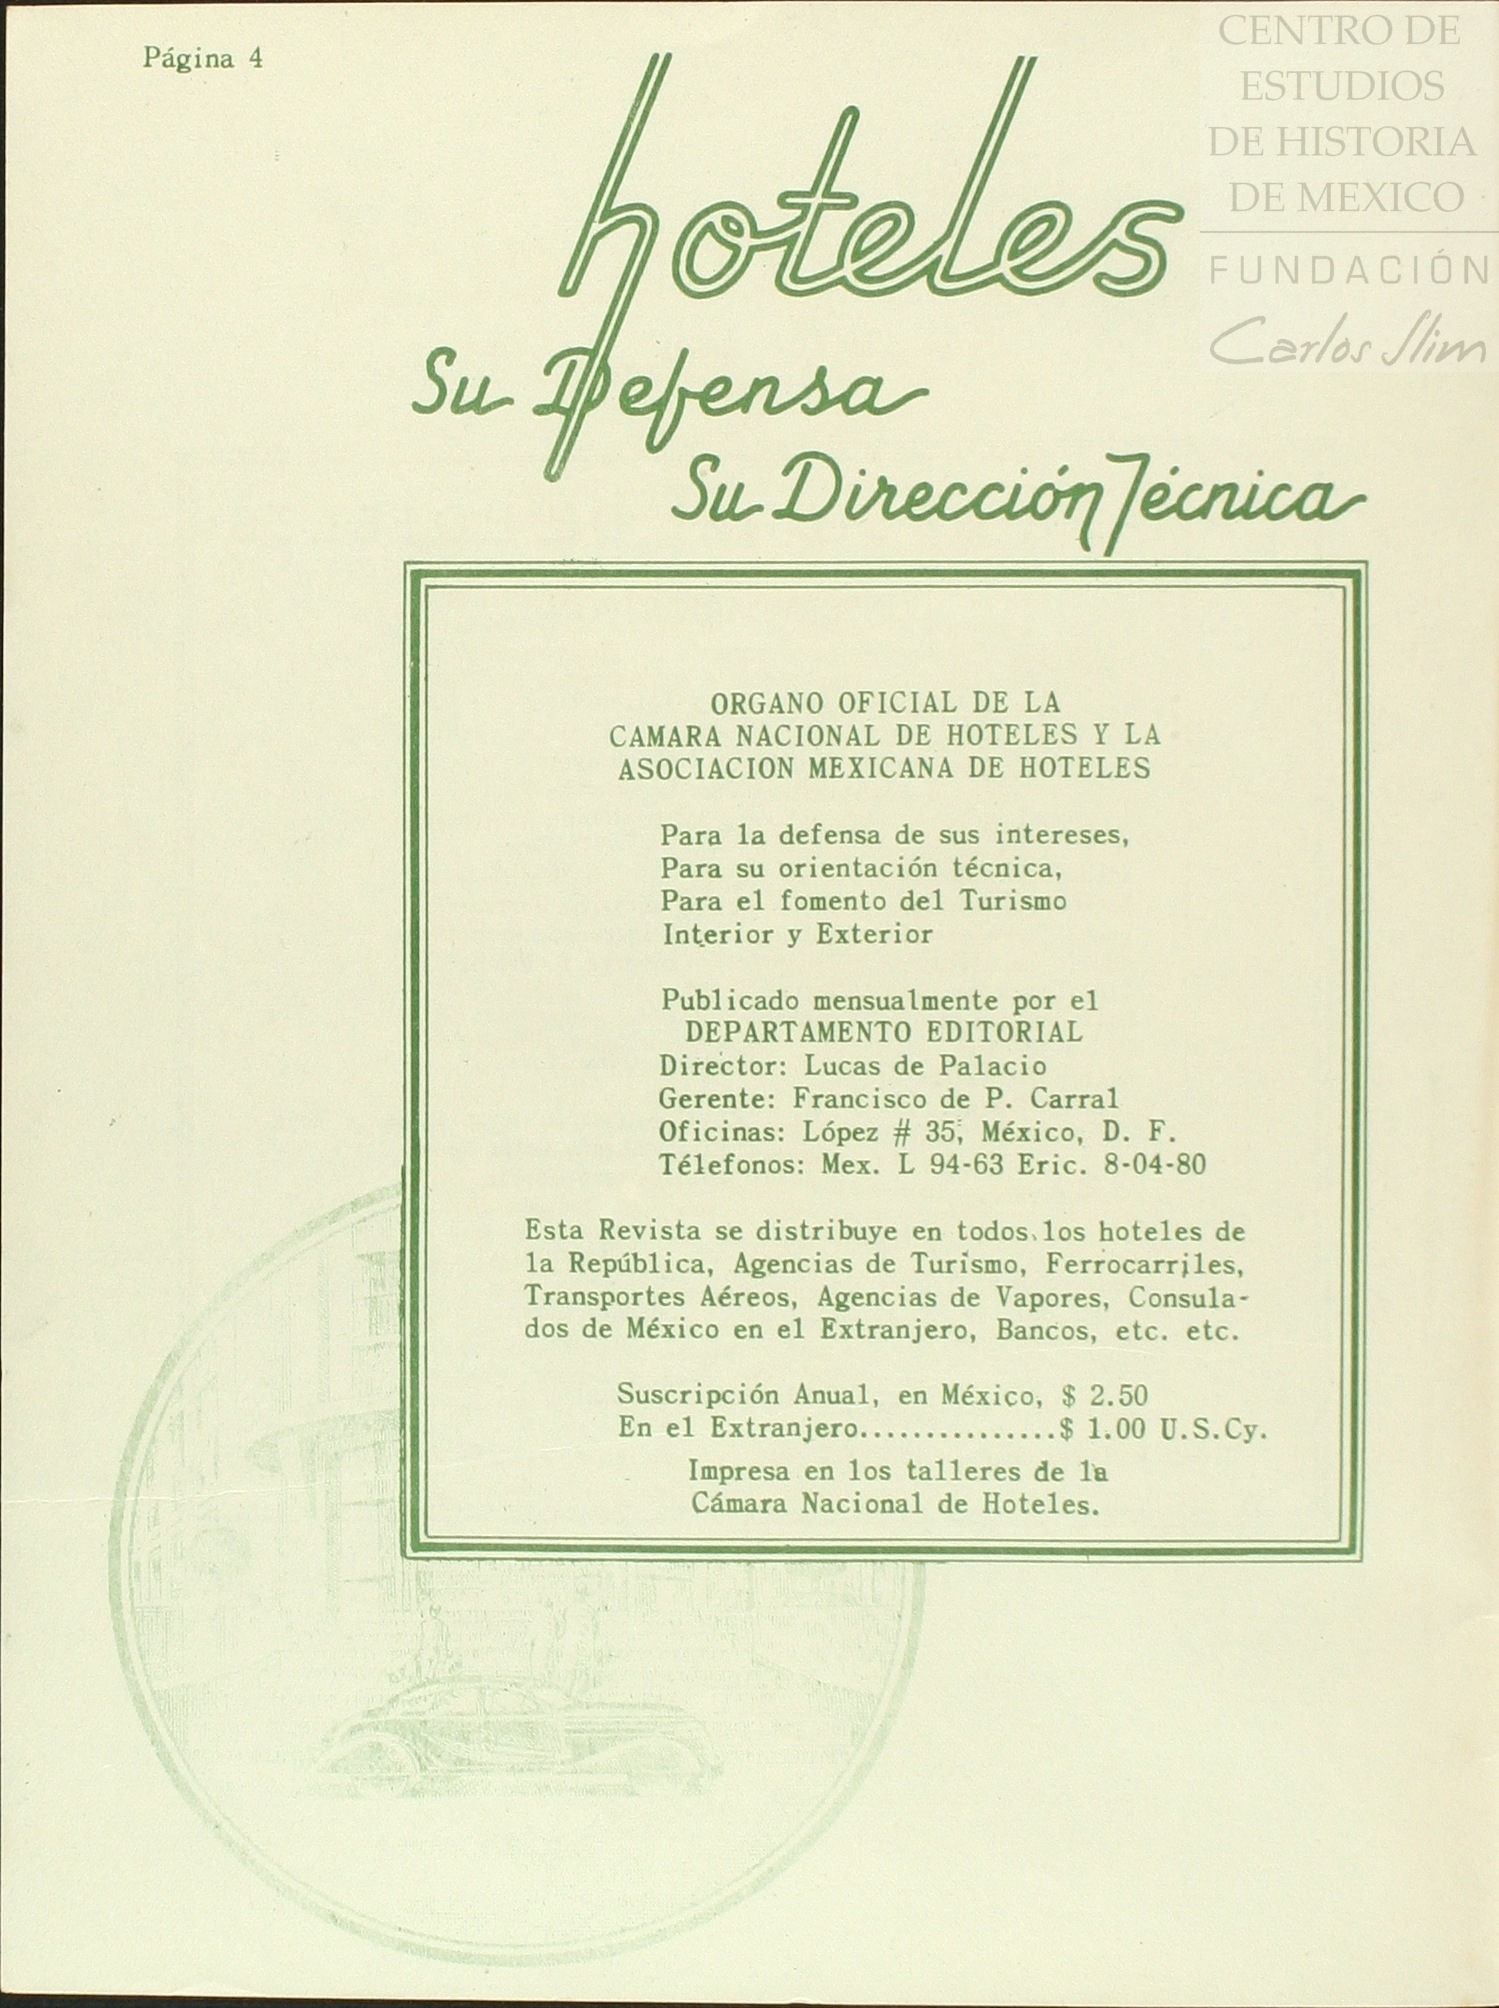 Página 4
CENTRO DE
ESTUDIOS
DE HISTORIA
DE MEXICO
FUNDACIÓN
Carlos Slim
hoteles
Su Defensa
Su Dirección Técnica
ORGANO OFICIAL DE LA
CAMARA NACIONAL DE HOTELES Y LA
ASOCIACION MEXICANA DE HOTELES
Para la defensa de sus intereses,
Para su orientación técnica,
Para el fomento del Turismo
Interior y Exterior
Publicado mensualmente por el
DEPARTAMENTO EDITORIAL
Director: Lucas de Palacio
Gerente: Francisco de P. Carral
Oficinas: López # 35, México, D. F.
Télefonos: Mex. L 94-63 Eric. 8-04-80
Esta Revista se distribuye en todos los hoteles de
la República, Agencias de Turismo, Ferrocarriles,
Transportes Aéreos, Agencias de Vapores, Consula-
dos de México en el Extranjero, Bancos, etc. etc.
Suscripción Anual, en México, $ 2.50
En el Extranjero...............$ 1.00 U.S.Cy.
Impresa en los talleres de la
Cámara Nacional de Hoteles.